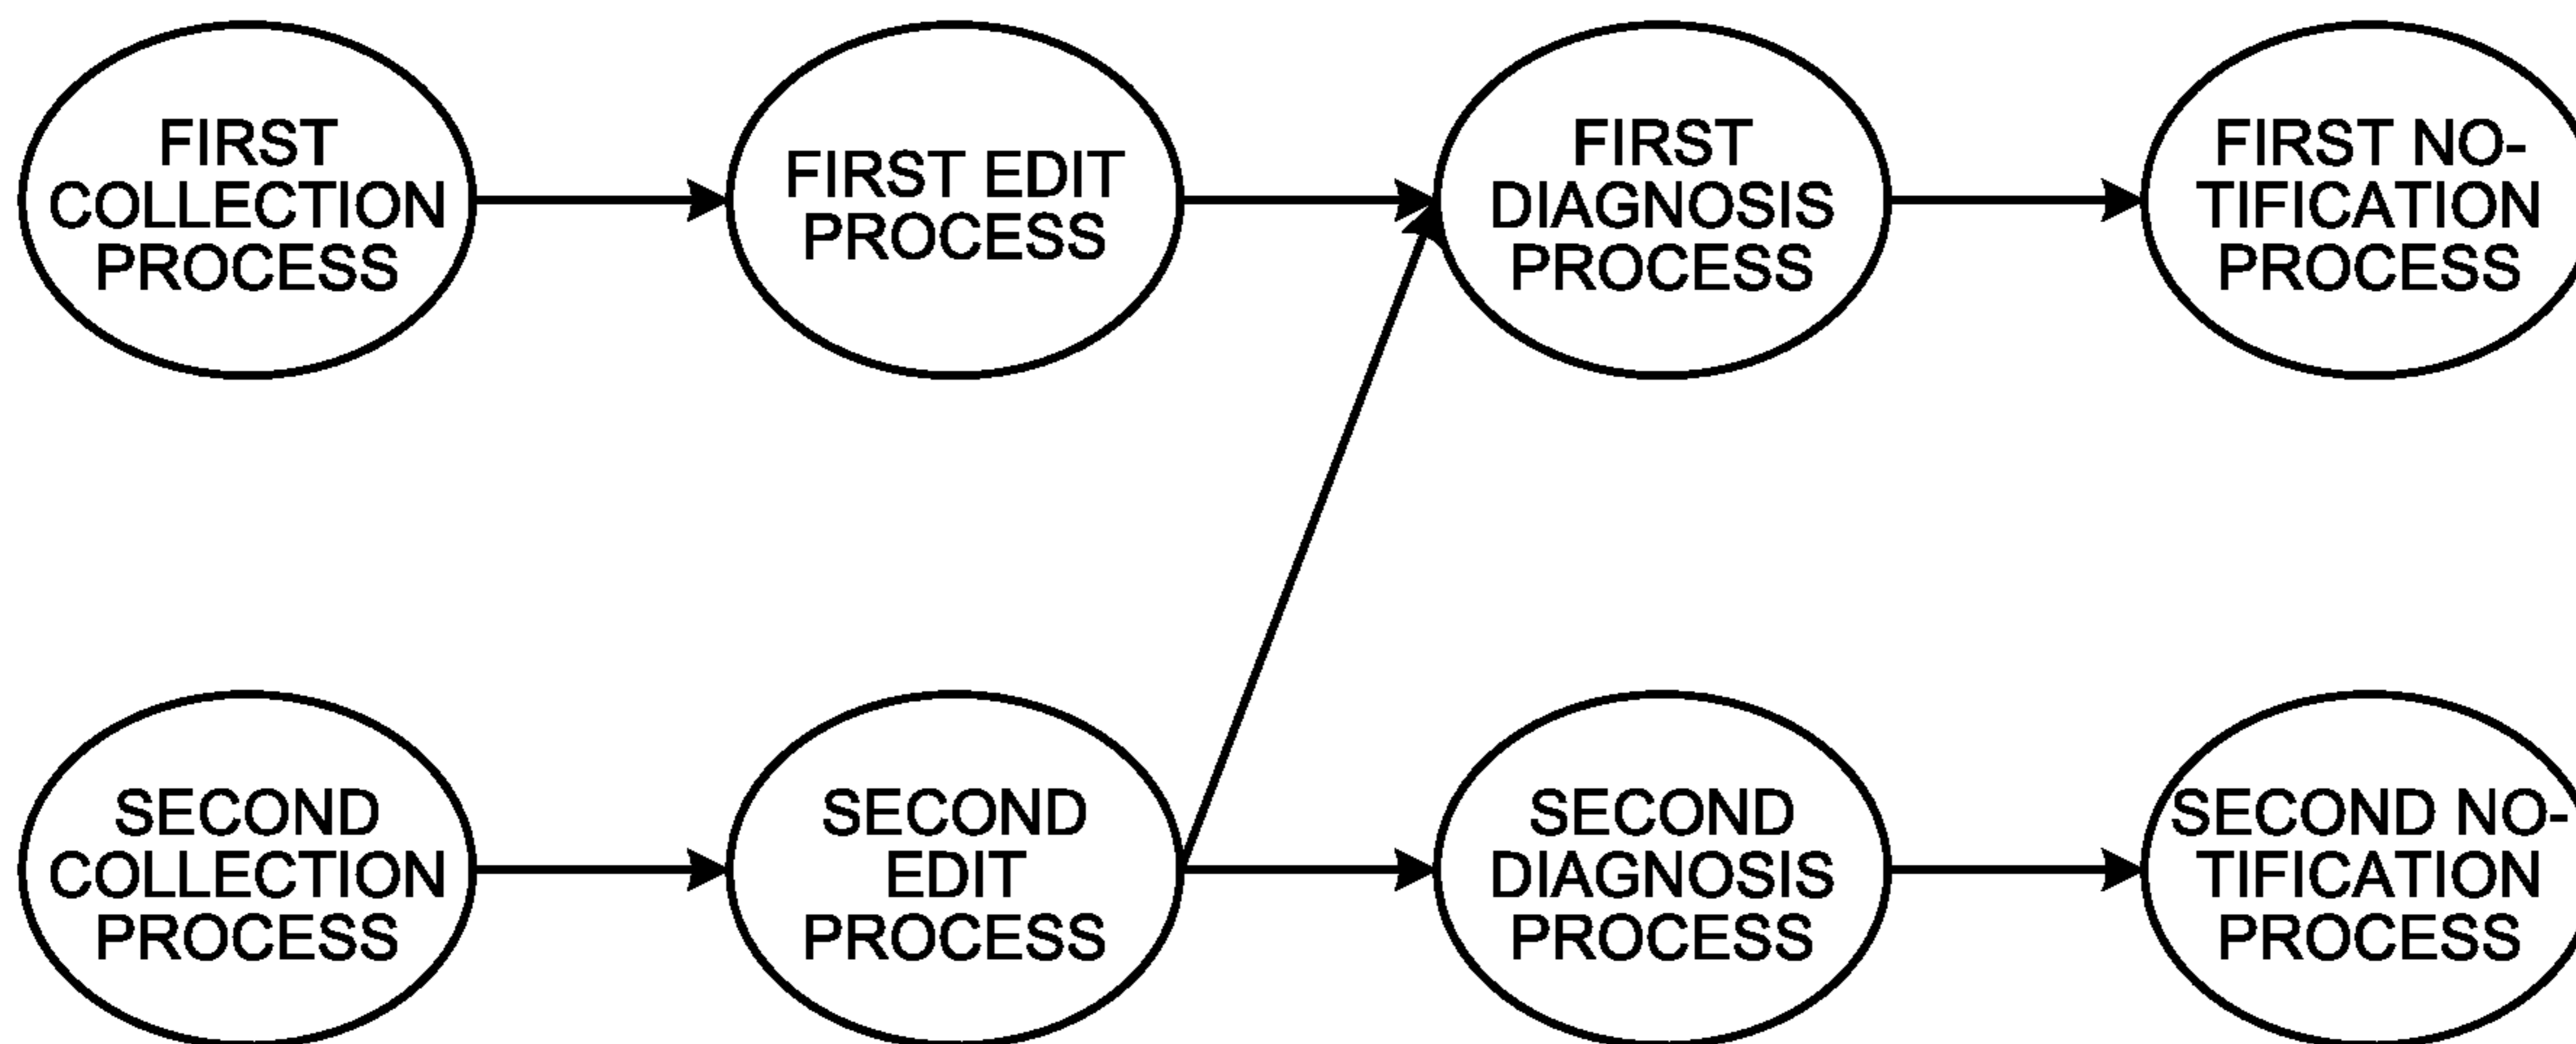 FIRST
COLLECTION
PROCESS
FIRST EDIT
PROCESS
FIRST
DIAGNOSIS
PROCESS
FIRST NO-
TIFICATION
PROCESS
SECOND
COLLECTION
PROCESS
SECOND
EDIT
PROCESS
SECOND
DIAGNOSIS
PROCESS
SECOND NO-
TIFICATION
PROCESS